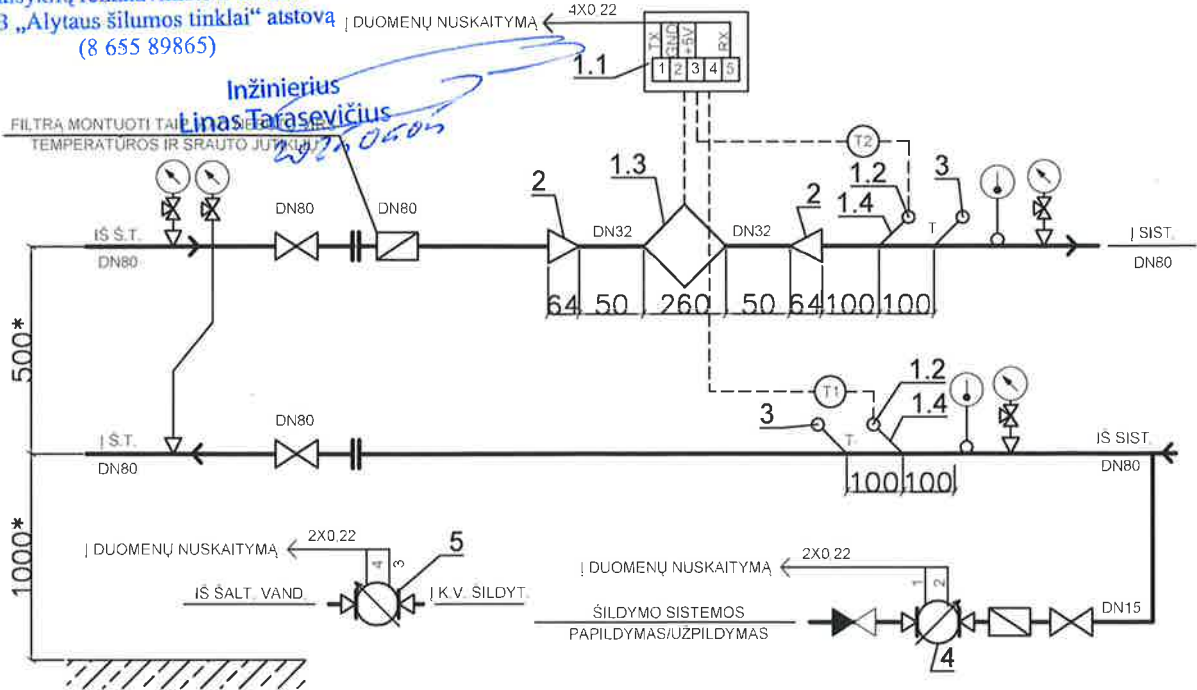 „Alytaus šilumos tinklai“ atstovą
(8 655 89865)
Į DUOMENŲ NUSKAITYMĄ
4X0,22
TX
GND
+5V
RX
1 2 3 4 5
1.1
Inžinierius
Linas Tarasevičius
FILTRĄ MONTUOTI
TEMPERATŪROS IR SRAUTO JUTIKLIŲ
DN80
DN80
2
DN32
1.3
DN32
2
T2
1.2
1.4
3
T
IŠ Š.T.
DN80
Į SIST.
DN80
64 50 260 50 64 100 100
500*
DN80
T1
1.2
1.4
3
T
Į Š.T.
DN80
IŠ SIST.
DN80
100 100
1000*
Į DUOMENŲ NUSKAITYMĄ
2X0,22
4
3
5
IŠ ŠALT. VAND.
Į K.V. ŠILDYT.
Į DUOMENŲ NUSKAITYMĄ
2X0,22
1
2
ŠILDYMO SISTEMOS
PAPILDYMAS/UŽPILDYMAS
DN15
4